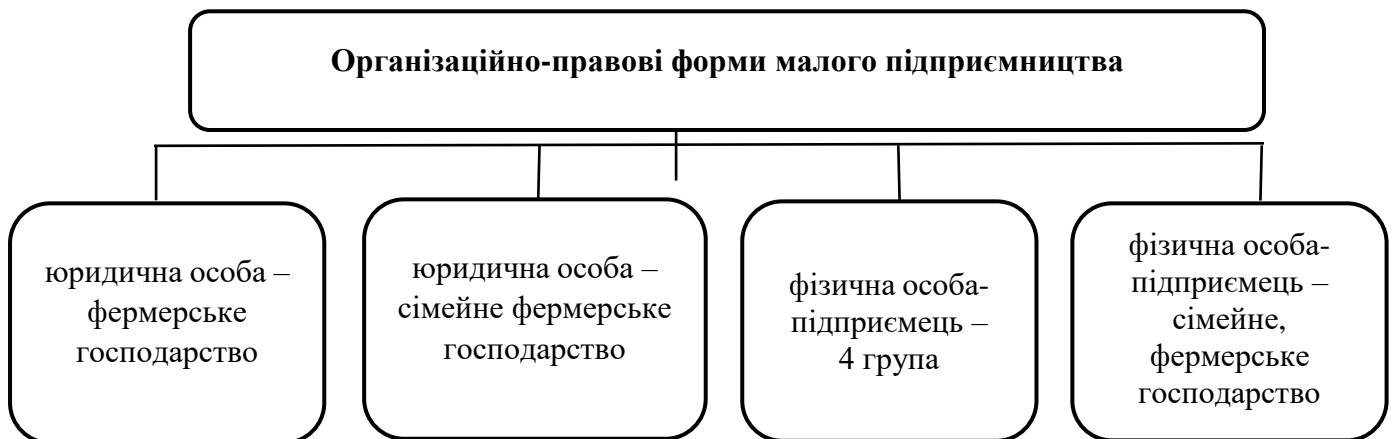 Організаційно-правові форми малого підприємництва
юридична особа –
фермерське
господарство
юридична особа –
сімейне фермерське
господарство
фізична особа-
підприємець –
4 група
фізична особа-
підприємець –
сімейне,
фермерське
господарство